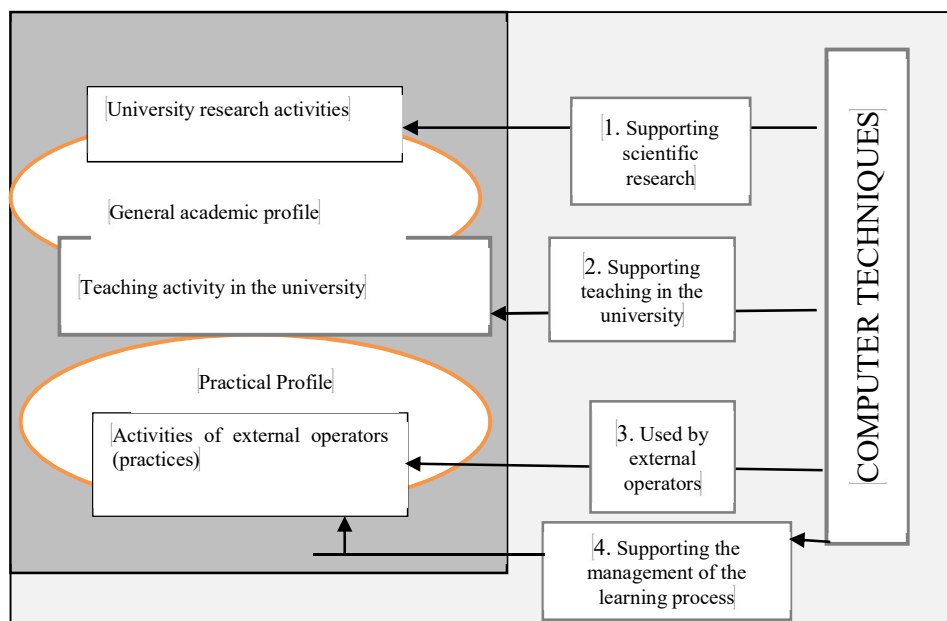 University research activities
General academic profile
Teaching activity in the university
Practical Profile
Activities of external operators
(practices)
1. Supporting
scientific
research
2. Supporting
teaching in the
university
3. Used by
external
operators
4. Supporting the
management of the
learning process
COMPUTER TECHNIQUES